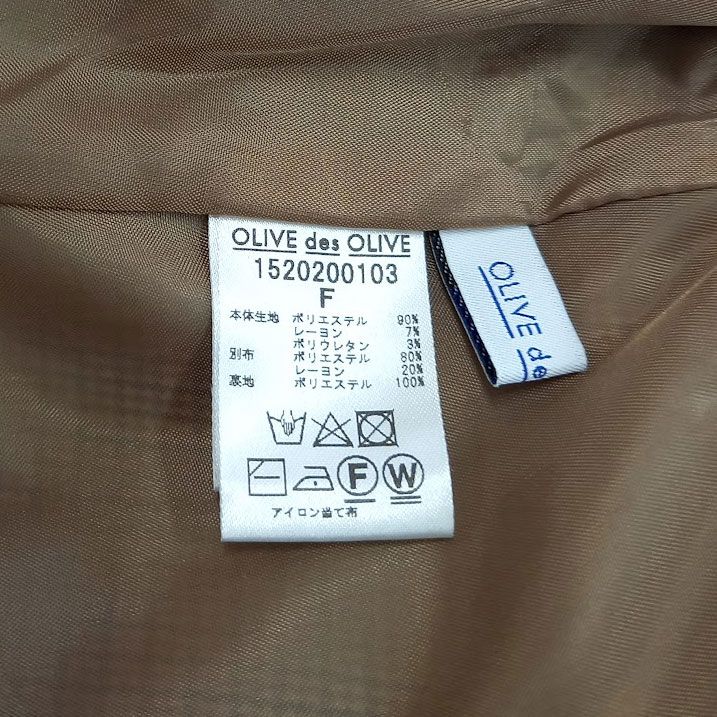 OLIVE des OLIVE
1520200103
F
本体生地 ポリエステル 90%
レーヨン 7%
ポリウレタン 3%
別布 ポリエステル 80%
レーヨン 20%
裏地 ポリエステル 100%
F W
アイロン当て布
OLIVE de